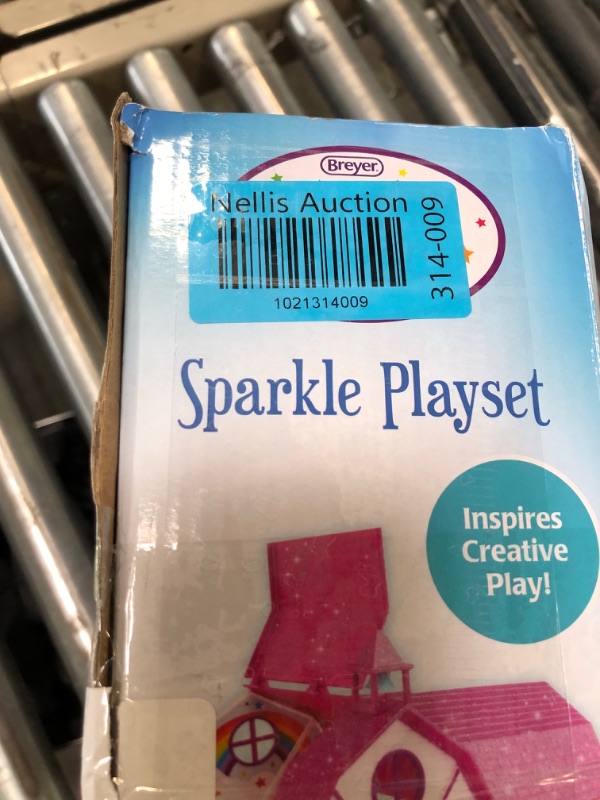 Breyer
Nellis Auction
314-009
1021314009
Sparkle Playset
Inspires
Creative
Play!